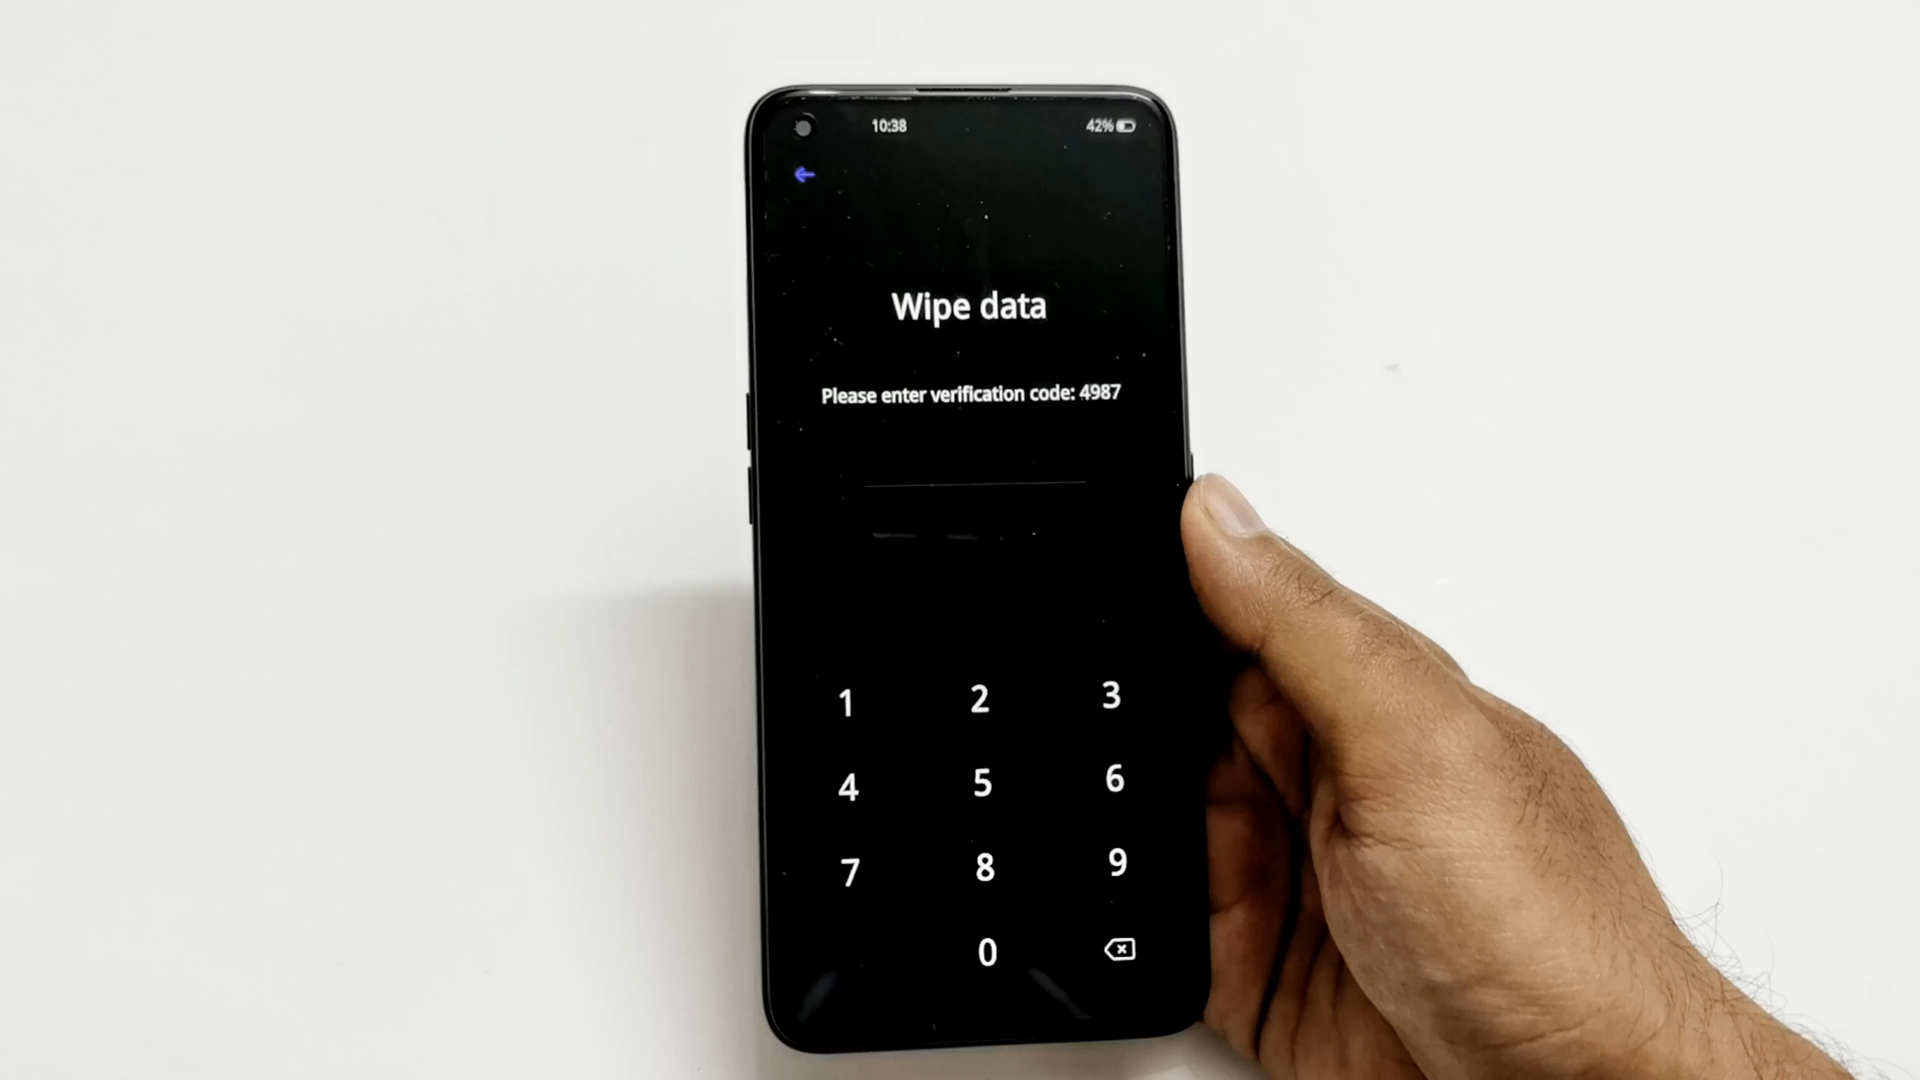 10:38 42%
Wipe data
Please enter verification code: 4987
1 2 3
4 5 6
7 8 9
0